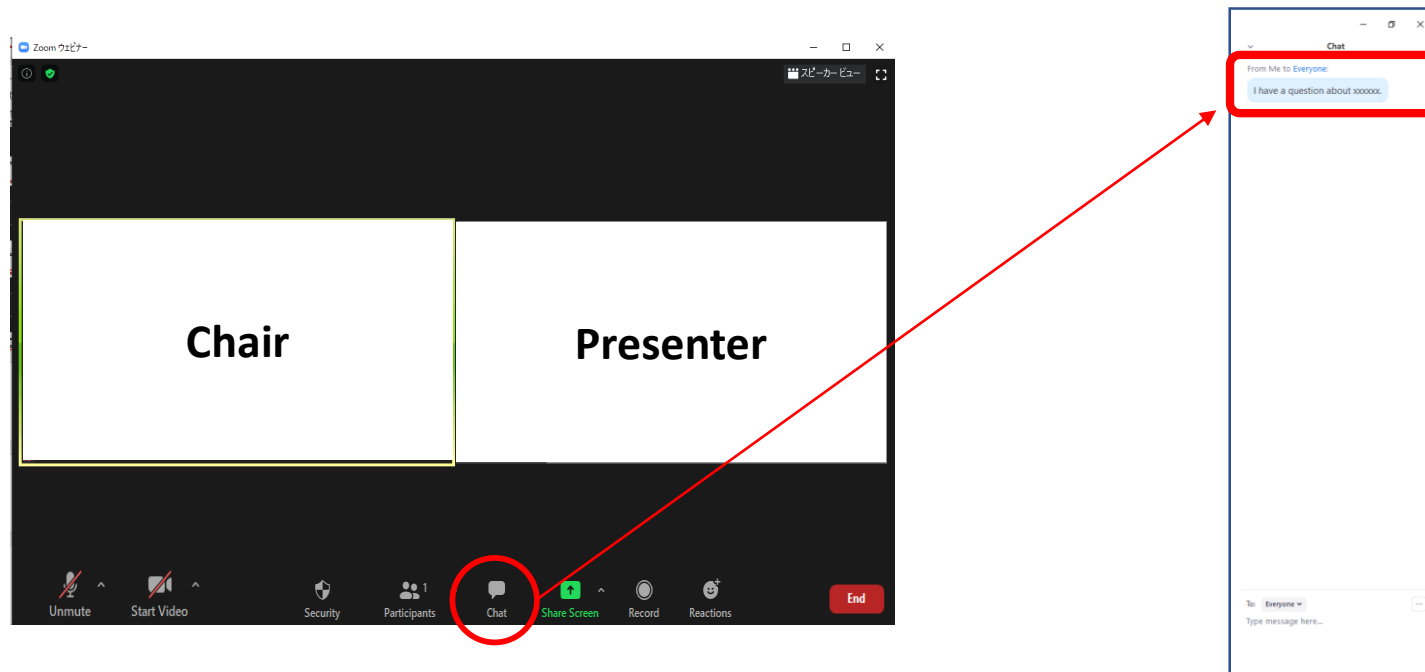 Zoom ウェビナー
スピーカー ビュー
Chair
Presenter
Unmute
Start Video
Security
1
Participants
Chat
Share Screen
Record
Reactions
End
Chat
From Me to Everyone:
I have a question about xxxxxx.
To: Everyone
Type message here...